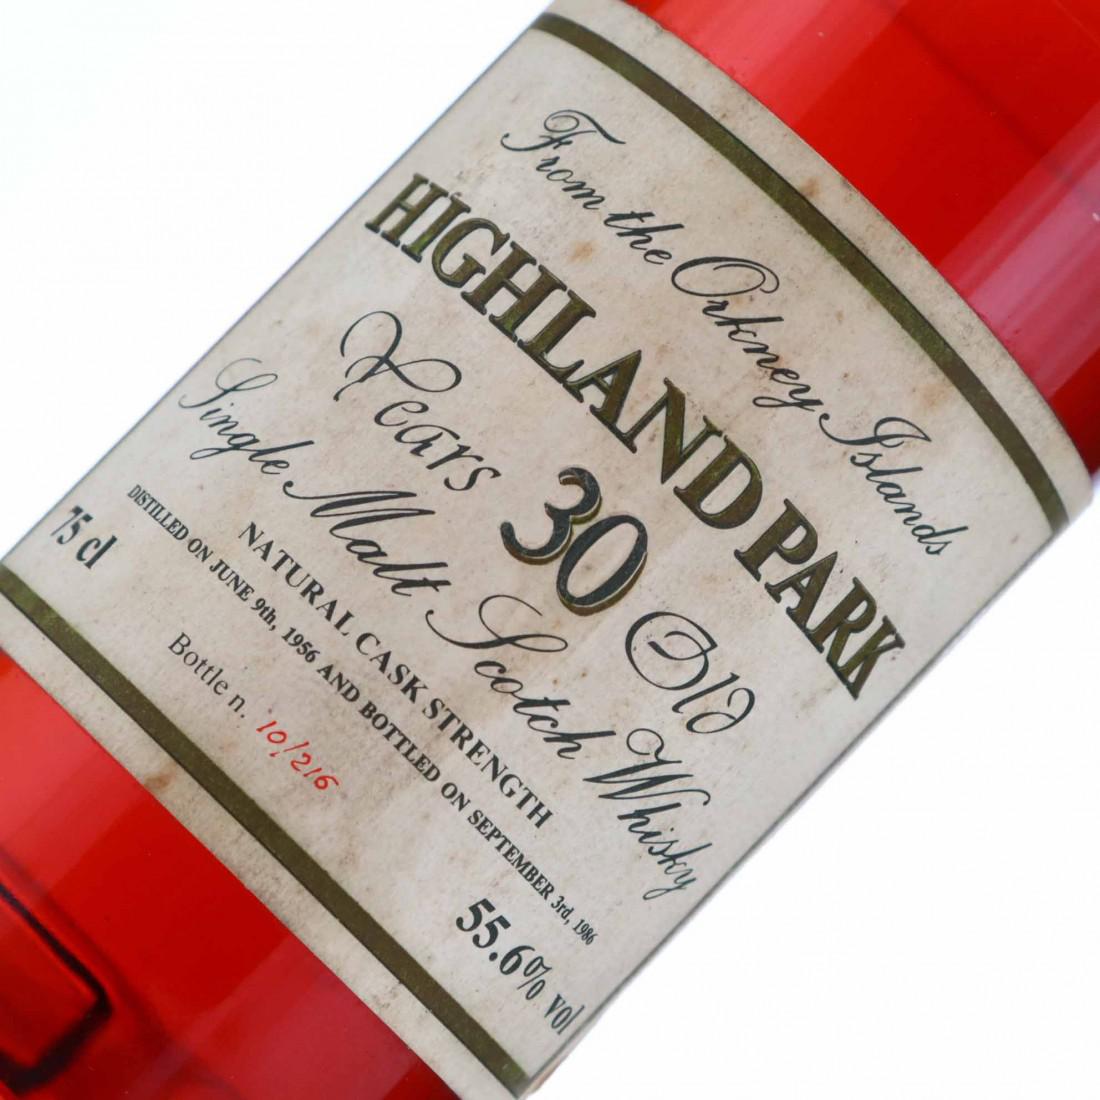 From the Orkney Islands
HIGHLAND PARK
Years 30 Old
Single Malt Scotch Whisky
NATURAL CASK STRENGTH
DISTILLED ON JUNE 9th, 1956 AND BOTTLED ON SEPTEMBER 3rd, 1986
75 cl
55.6% vol
Bottle n. 10/216